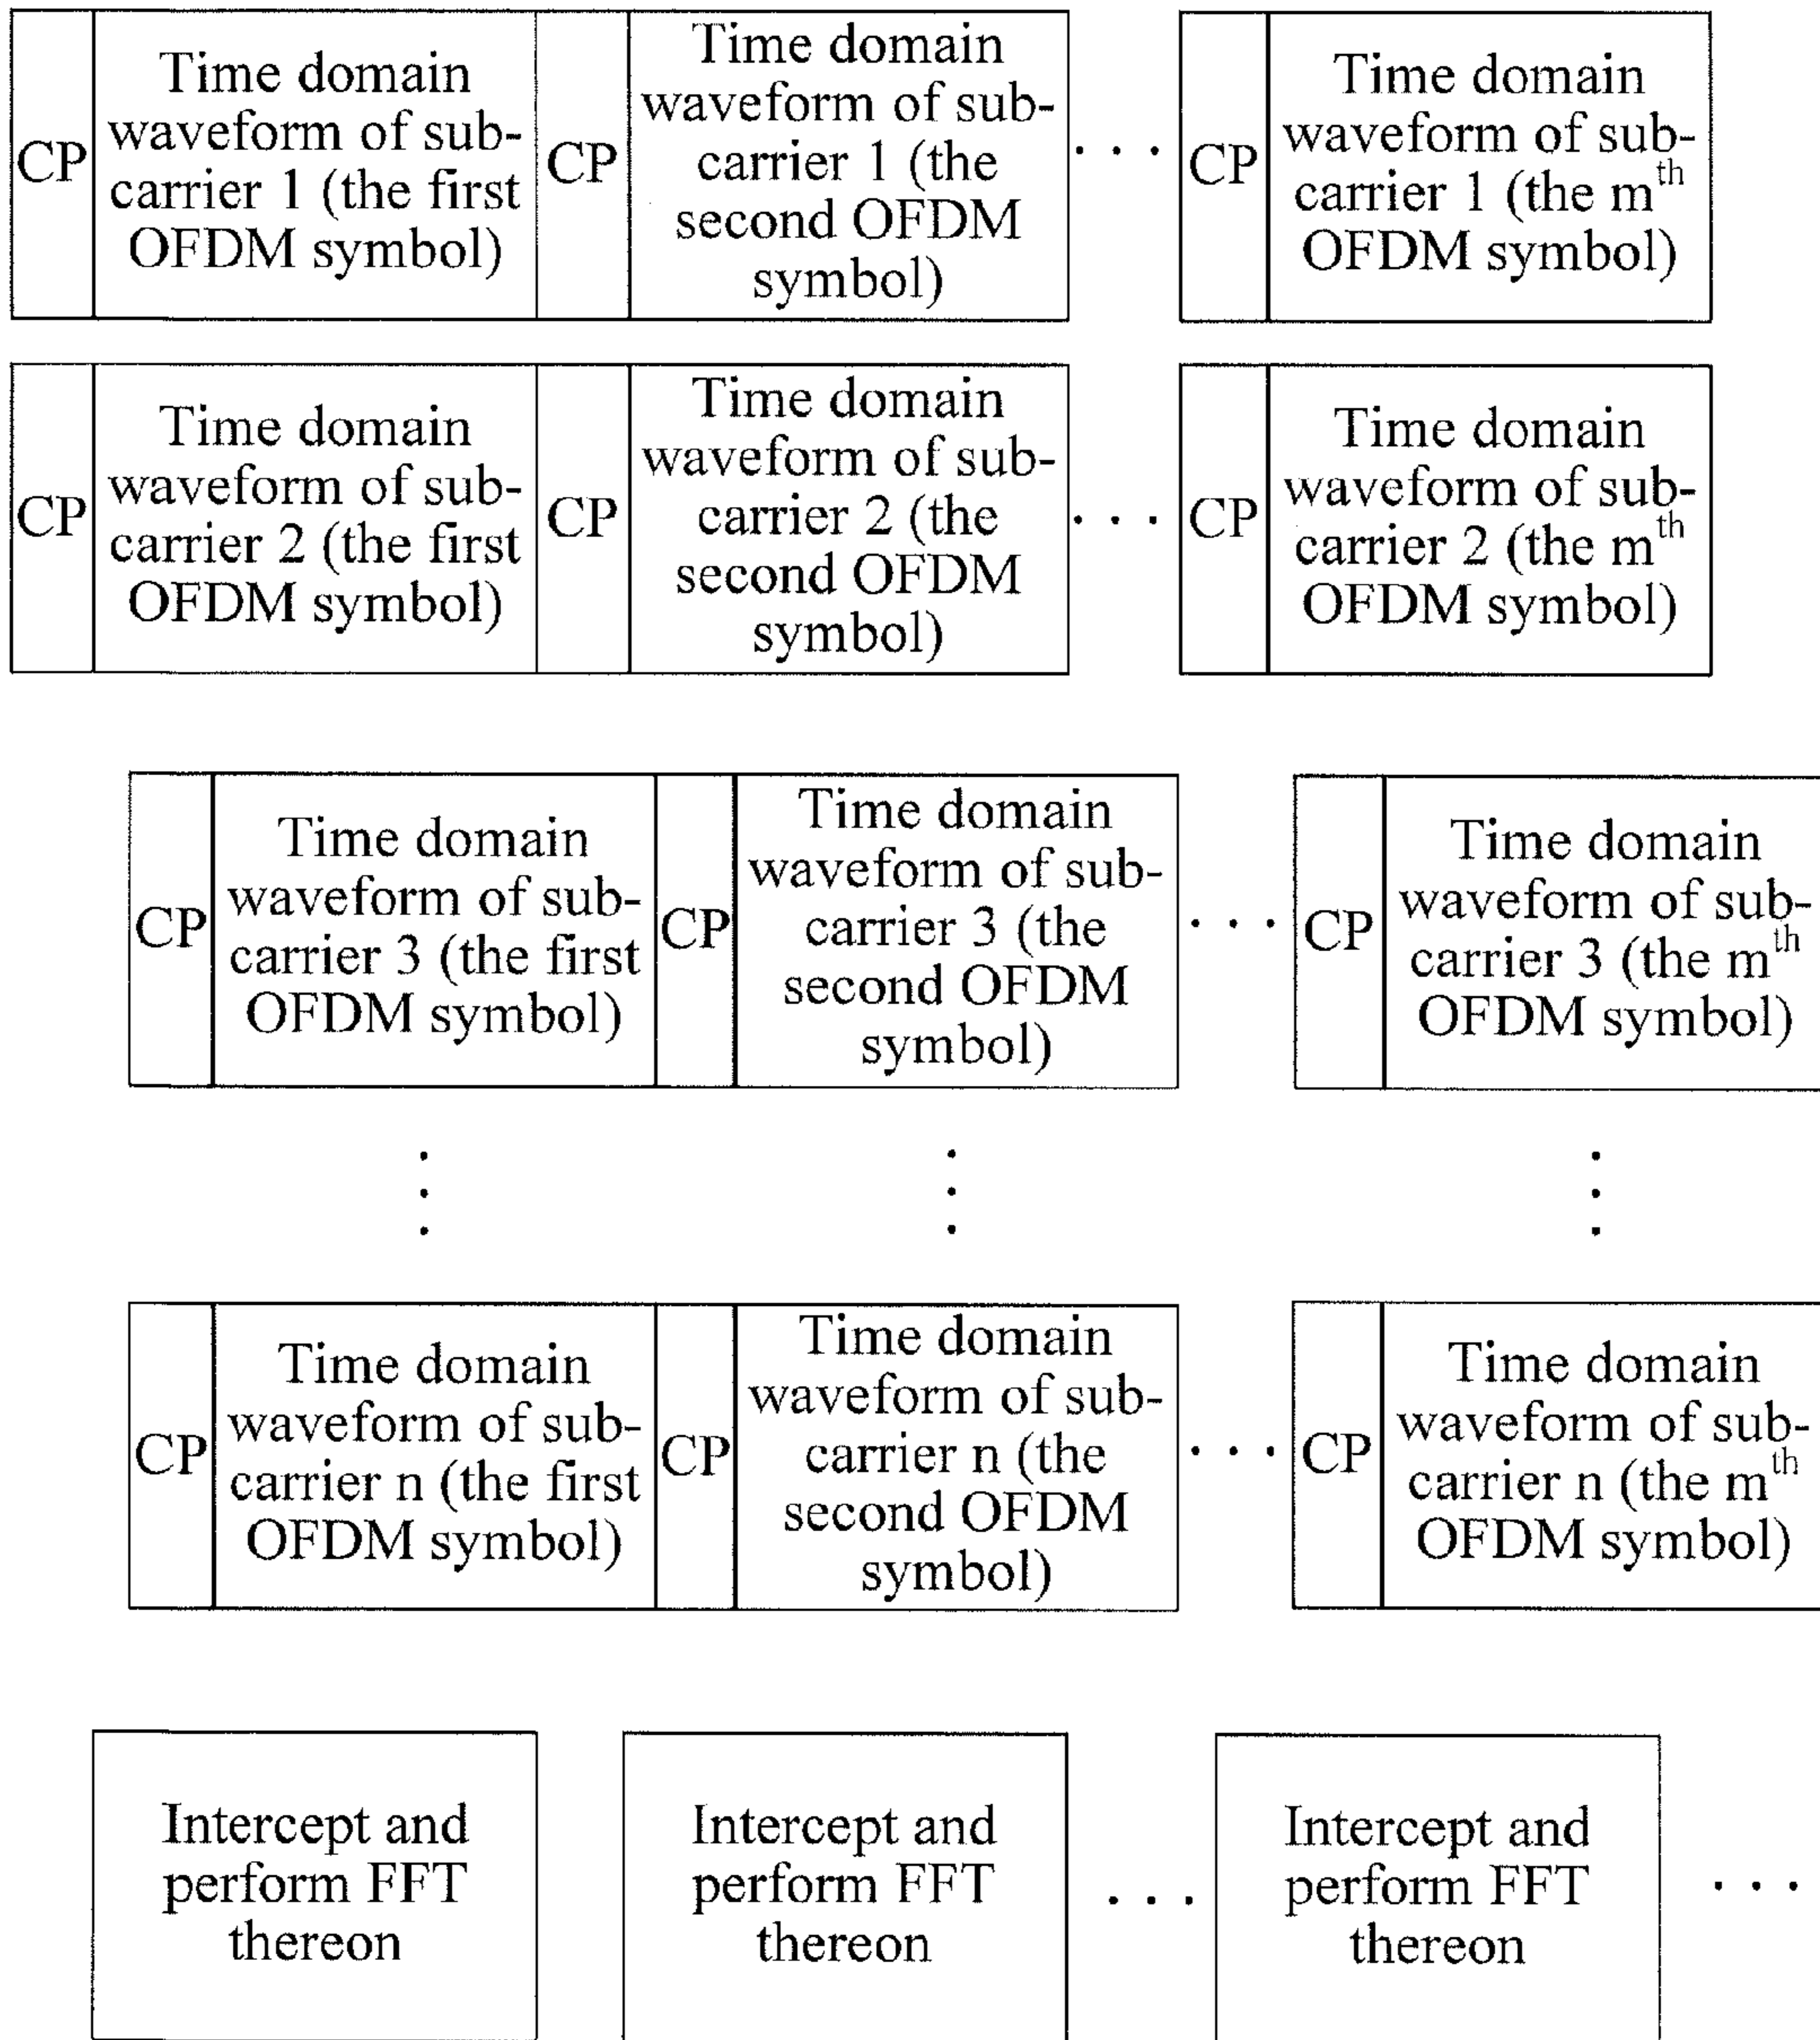 CP
Time domain
waveform of sub-
carrier 1 (the first
OFDM symbol)
CP
Time domain
waveform of sub-
carrier 1 (the
second OFDM
symbol)
. . .
CP
Time domain
waveform of sub-
carrier 1 (the mth
OFDM symbol)
CP
Time domain
waveform of sub-
carrier 2 (the first
OFDM symbol)
CP
Time domain
waveform of sub-
carrier 2 (the
second OFDM
symbol)
. . .
CP
Time domain
waveform of sub-
carrier 2 (the mth
OFDM symbol)
CP
Time domain
waveform of sub-
carrier 3 (the first
OFDM symbol)
CP
Time domain
waveform of sub-
carrier 3 (the
second OFDM
symbol)
. . .
CP
Time domain
waveform of sub-
carrier 3 (the mth
OFDM symbol)
CP
Time domain
waveform of sub-
carrier n (the first
OFDM symbol)
CP
Time domain
waveform of sub-
carrier n (the
second OFDM
symbol)
. . .
CP
Time domain
waveform of sub-
carrier n (the mth
OFDM symbol)
Intercept and
perform FFT
thereon
Intercept and
perform FFT
thereon
. . .
Intercept and
perform FFT
thereon
. . .